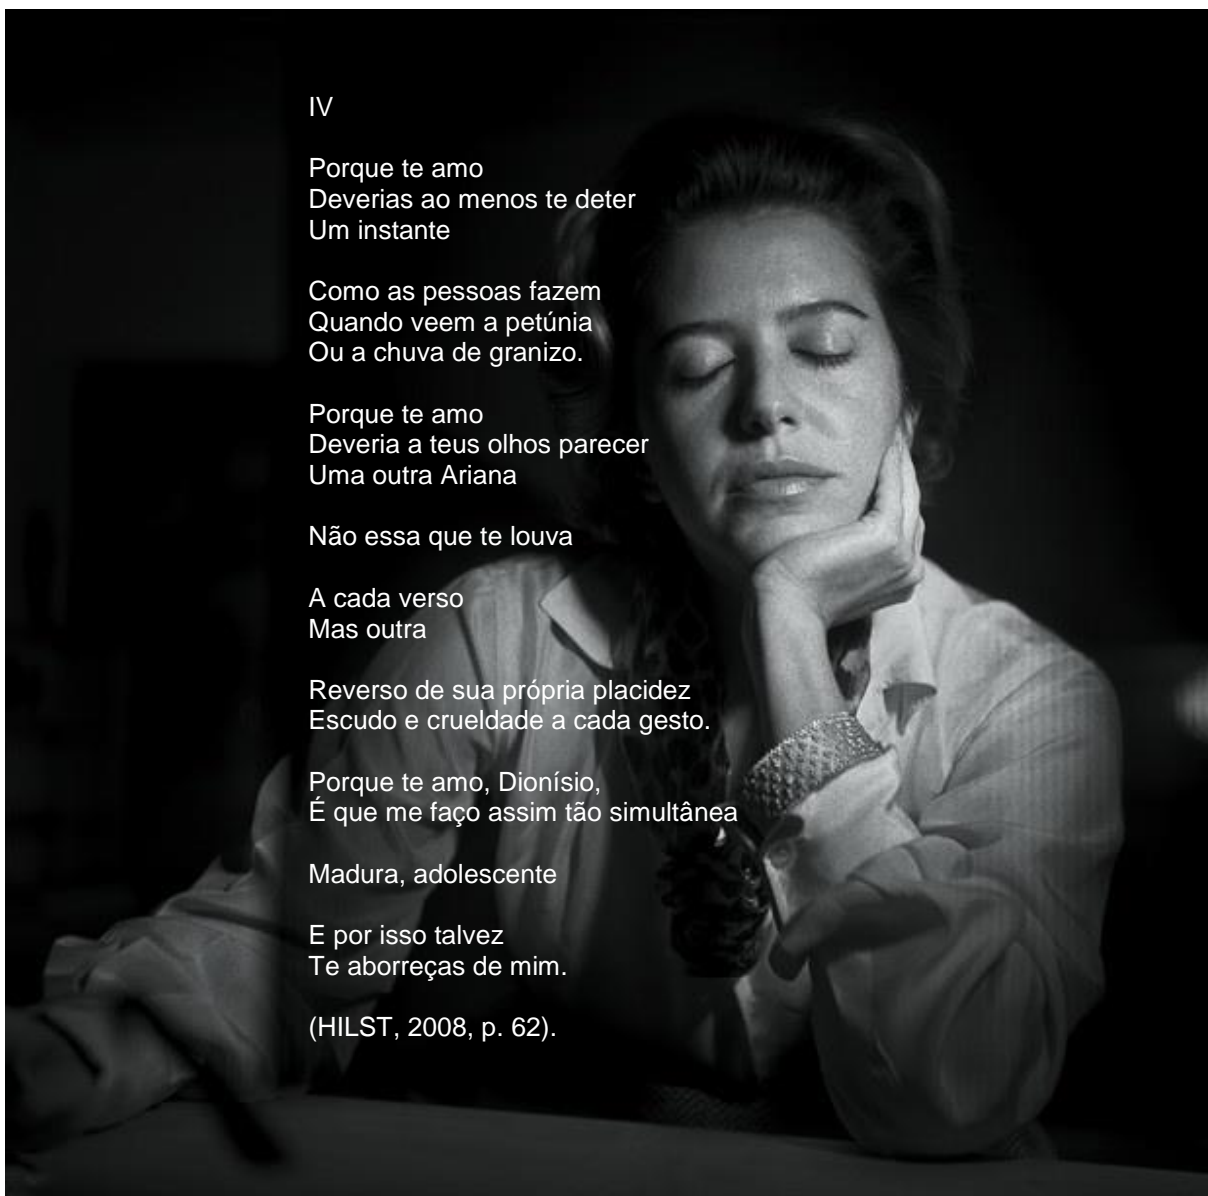 IV
Porque te amo
Deverias ao menos te deter
Um instante
Como as pessoas fazem
Quando veem a petúnia
Ou a chuva de granizo.
Porque te amo
Deveria a teus olhos parecer
Uma outra Ariana
Não essa que te louva
A cada verso
Mas outra
Reverso de sua própria placidez
Escudo e crueldade a cada gesto.
Porque te amo, Dionísio,
É que me faço assim tão simultânea
Madura, adolescente
E por isso talvez
Te aborreças de mim.
(HILST, 2008, p. 62).